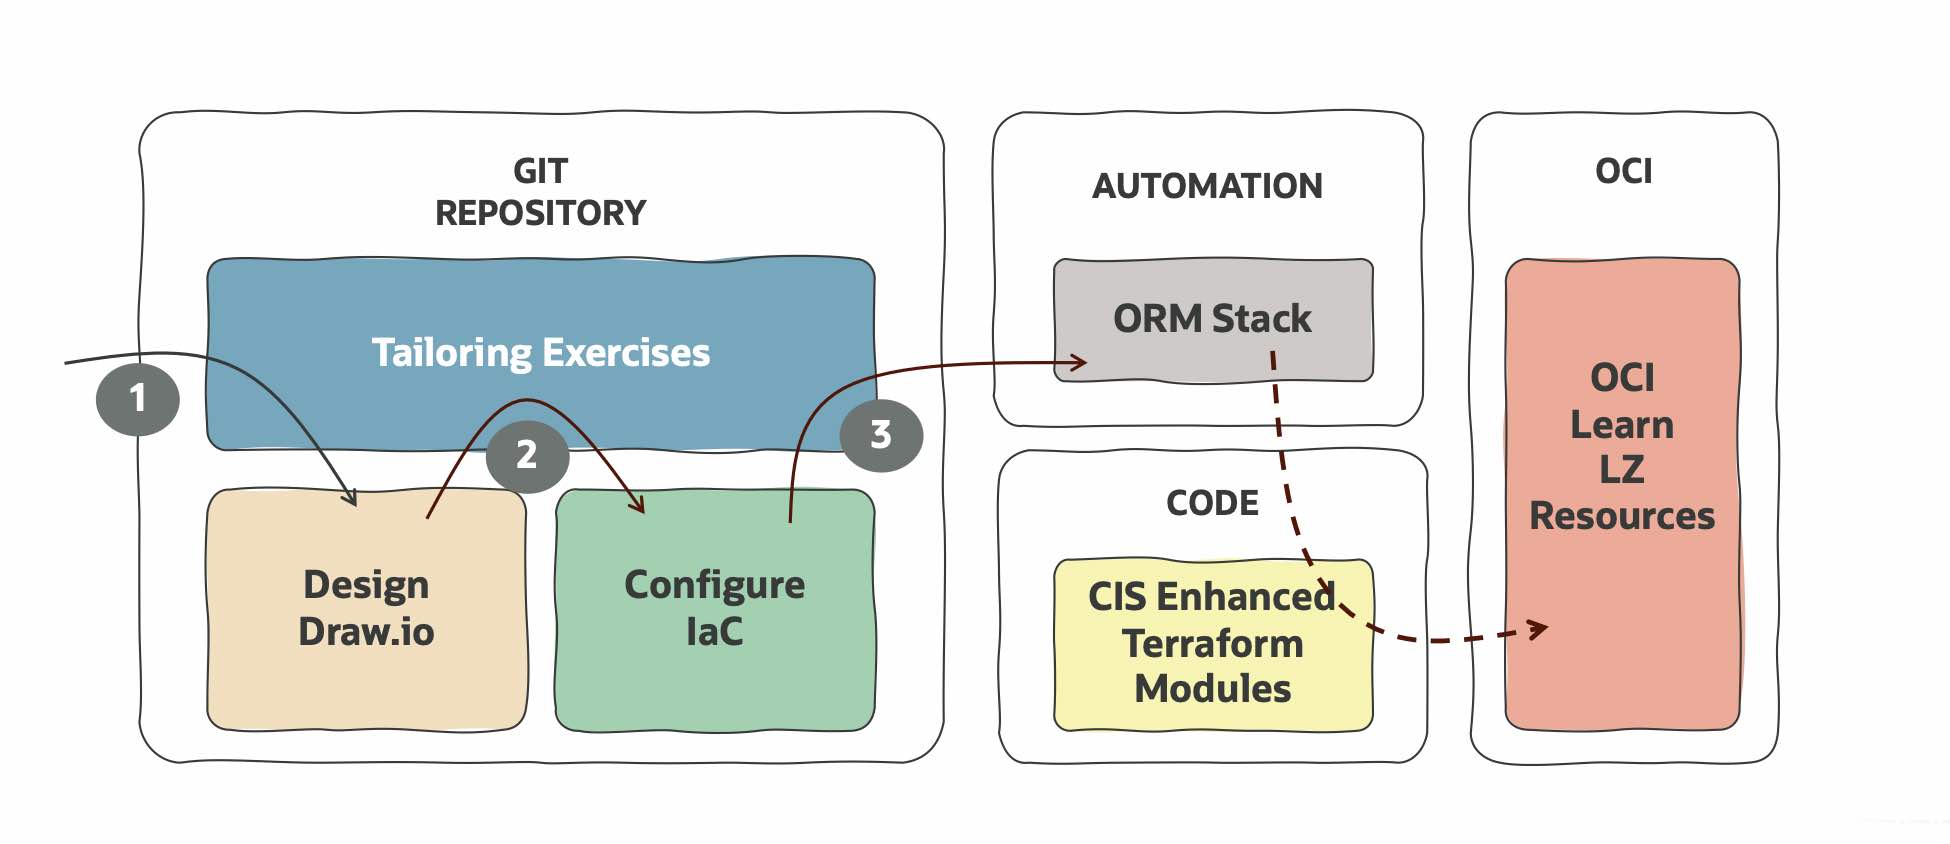 GIT
REPOSITORY
Tailoring Exercises
1
2
3
Design
Draw.io
Configure
IaC
AUTOMATION
ORM Stack
CODE
CIS Enhanced
Terraform
Modules
OCI
OCI
Learn
LZ
Resources